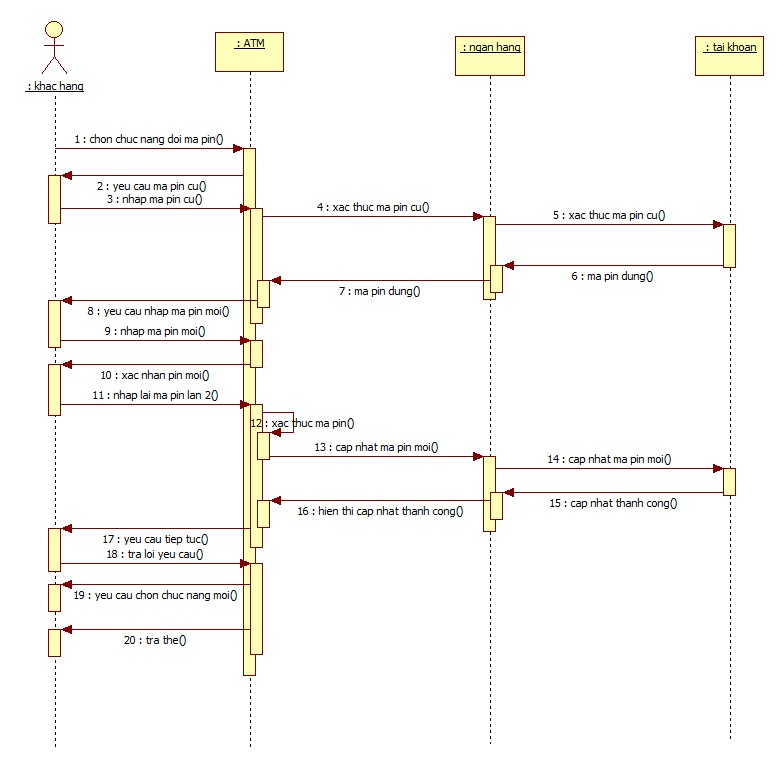 : khac hang
: ATM
: ngan hang
: tai khoan
1 : chon chuc nang doi ma pin()
2 : yeu cau ma pin cu()
3 : nhap ma pin cu()
4 : xac thuc ma pin cu()
5 : xac thuc ma pin cu()
6 : ma pin dung()
7 : ma pin dung()
8 : yeu cau nhap ma pin moi()
9 : nhap ma pin moi()
10 : xac nhan pin moi()
11 : nhap lai ma pin lan 2()
12 : xac thuc ma pin()
13 : cap nhat ma pin moi()
14 : cap nhat ma pin moi()
15 : cap nhat thanh cong()
16 : hien thi cap nhat thanh cong()
17 : yeu cau tiep tuc()
18 : tra loi yeu cau()
19 : yeu cau chon chuc nang moi()
20 : tra the()